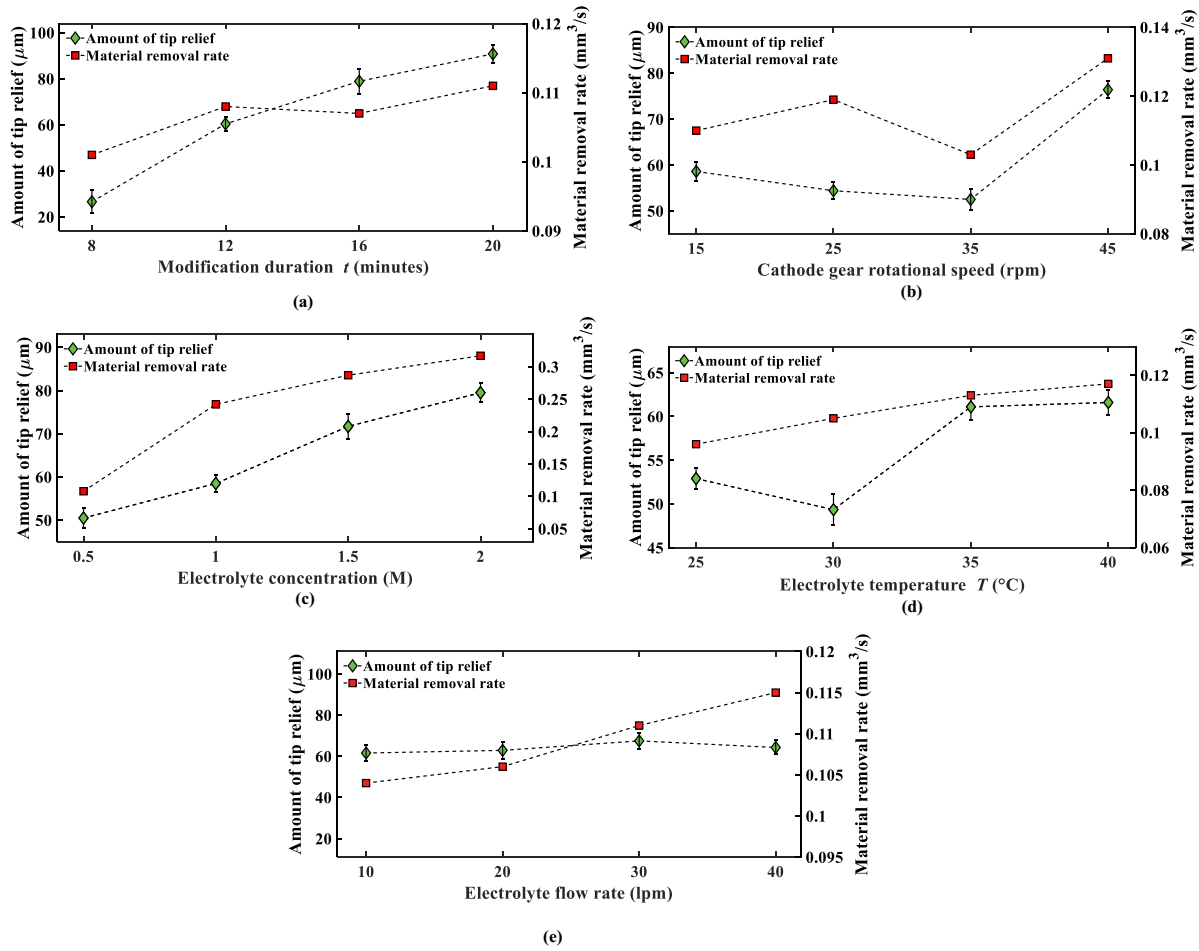 Amount of tip relief (μm)
100
80
60
40
20
Amount of tip relief
Material removal rate
0.12
0.11
0.1
0.09
Material removal rate (mm³/s)
8 12 16 20
Modification duration t (minutes)
(a)
Amount of tip relief (μm)
90
80
70
60
50
Amount of tip relief
Material removal rate
0.14
0.12
0.1
0.08
Material removal rate (mm³/s)
15 25 35 45
Cathode gear rotational speed (rpm)
(b)
Amount of tip relief (μm)
90
80
70
60
50
Amount of tip relief
Material removal rate
0.3
0.25
0.2
0.15
0.1
0.05
Material removal rate (mm³/s)
0.5 1 1.5 2
Electrolyte concentration (M)
(c)
Amount of tip relief (μm)
65
60
55
50
45
Amount of tip relief
Material removal rate
0.12
0.1
0.08
0.06
Material removal rate (mm³/s)
25 30 35 40
Electrolyte temperature T (°C)
(d)
Amount of tip relief (μm)
100
80
60
40
20
Amount of tip relief
Material removal rate
0.12
0.115
0.11
0.105
0.1
0.095
Material removal rate (mm³/s)
10 20 30 40
Electrolyte flow rate (lpm)
(e)